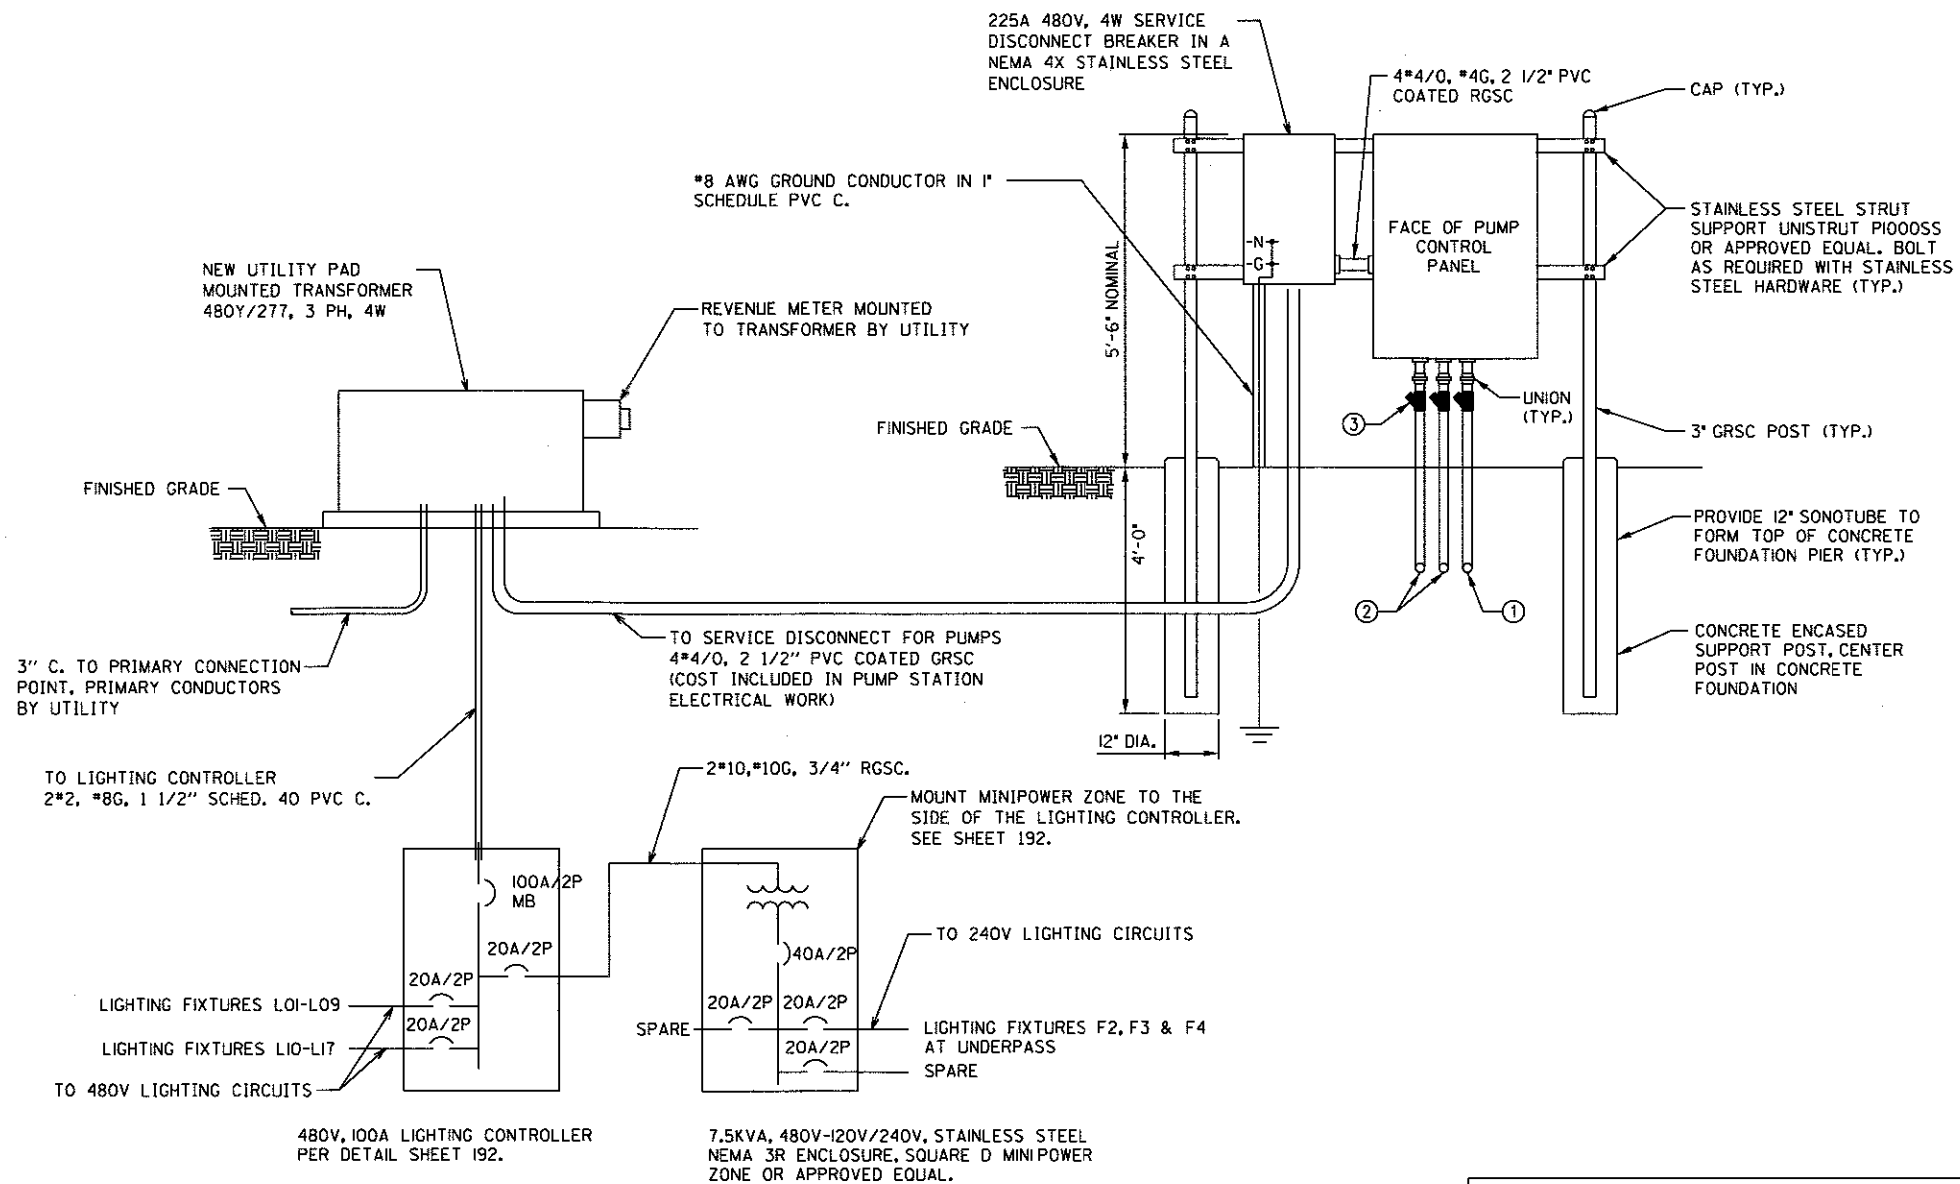 225A 480V, 4W SERVICE
DISCONNECT BREAKER IN A
NEMA 4X STAINLESS STEEL
ENCLOSURE
4#4/0, #4G, 2 1/2" PVC
COATED RGSC
CAP (TYP.)
#8 AWG GROUND CONDUCTOR IN 1"
SCHEDULE PVC C.
5'-6" NOMINAL
-N
-G
FACE OF PUMP
CONTROL
PANEL
STAINLESS STEEL STRUT
SUPPORT UNISTRUT P1000SS
OR APPROVED EQUAL. BOLT
AS REQUIRED WITH STAINLESS
STEEL HARDWARE (TYP.)
NEW UTILITY PAD
MOUNTED TRANSFORMER
480Y/277, 3 PH, 4W
REVENUE METER MOUNTED
TO TRANSFORMER BY UTILITY
UNION
(TYP.)
3
FINISHED GRADE
3" GRSC POST (TYP.)
FINISHED GRADE
4'-0"
PROVIDE 12" SONOTUBE TO
FORM TOP OF CONCRETE
FOUNDATION PIER (TYP.)
2
1
TO SERVICE DISCONNECT FOR PUMPS
4#4/0, 2 1/2" PVC COATED GRSC
(COST INCLUDED IN PUMP STATION
ELECTRICAL WORK)
CONCRETE ENCASED
SUPPORT POST, CENTER
POST IN CONCRETE
FOUNDATION
3" C. TO PRIMARY CONNECTION
POINT, PRIMARY CONDUCTORS
BY UTILITY
12" DIA.
TO LIGHTING CONTROLLER
2#2, #8G, 1 1/2" SCHED. 40 PVC C.
2#10,#10G, 3/4" RGSC.
MOUNT MINIPOWER ZONE TO THE
SIDE OF THE LIGHTING CONTROLLER.
SEE SHEET 192.
100A/2P
MB
20A/2P
20A/2P
20A/2P
LIGHTING FIXTURES L01-L09
LIGHTING FIXTURES L10-L17
TO 480V LIGHTING CIRCUITS
40A/2P
TO 240V LIGHTING CIRCUITS
20A/2P
20A/2P
SPARE
LIGHTING FIXTURES F2, F3 & F4
AT UNDERPASS
20A/2P
SPARE
480V, 100A LIGHTING CONTROLLER
PER DETAIL SHEET 192.
7.5KVA, 480V-120V/240V, STAINLESS STEEL
NEMA 3R ENCLOSURE, SQUARE D MINIPOWER
ZONE OR APPROVED EQUAL.